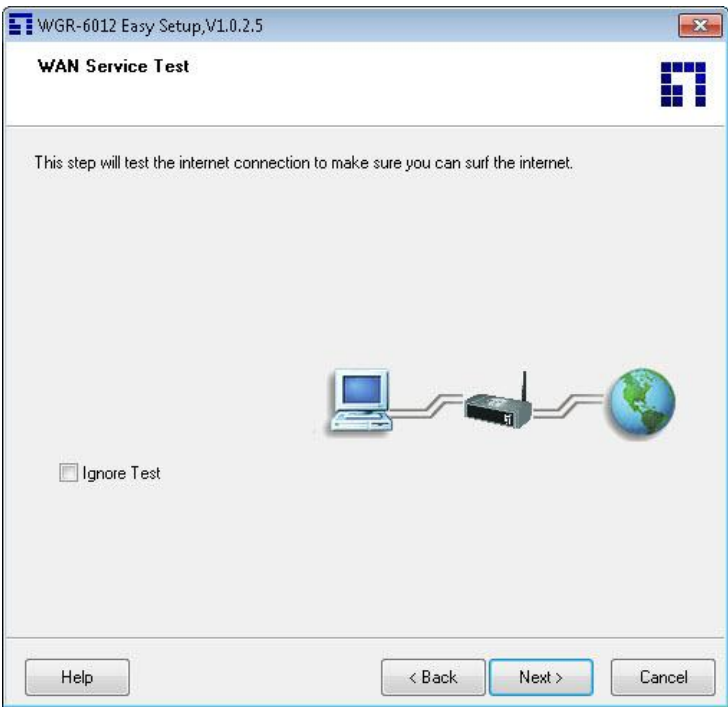 WGR-6012 Easy Setup,V1.0.2.5
WAN Service Test
This step will test the internet connection to make sure you can surf the internet.
Ignore Test
Help
< Back
Next >
Cancel